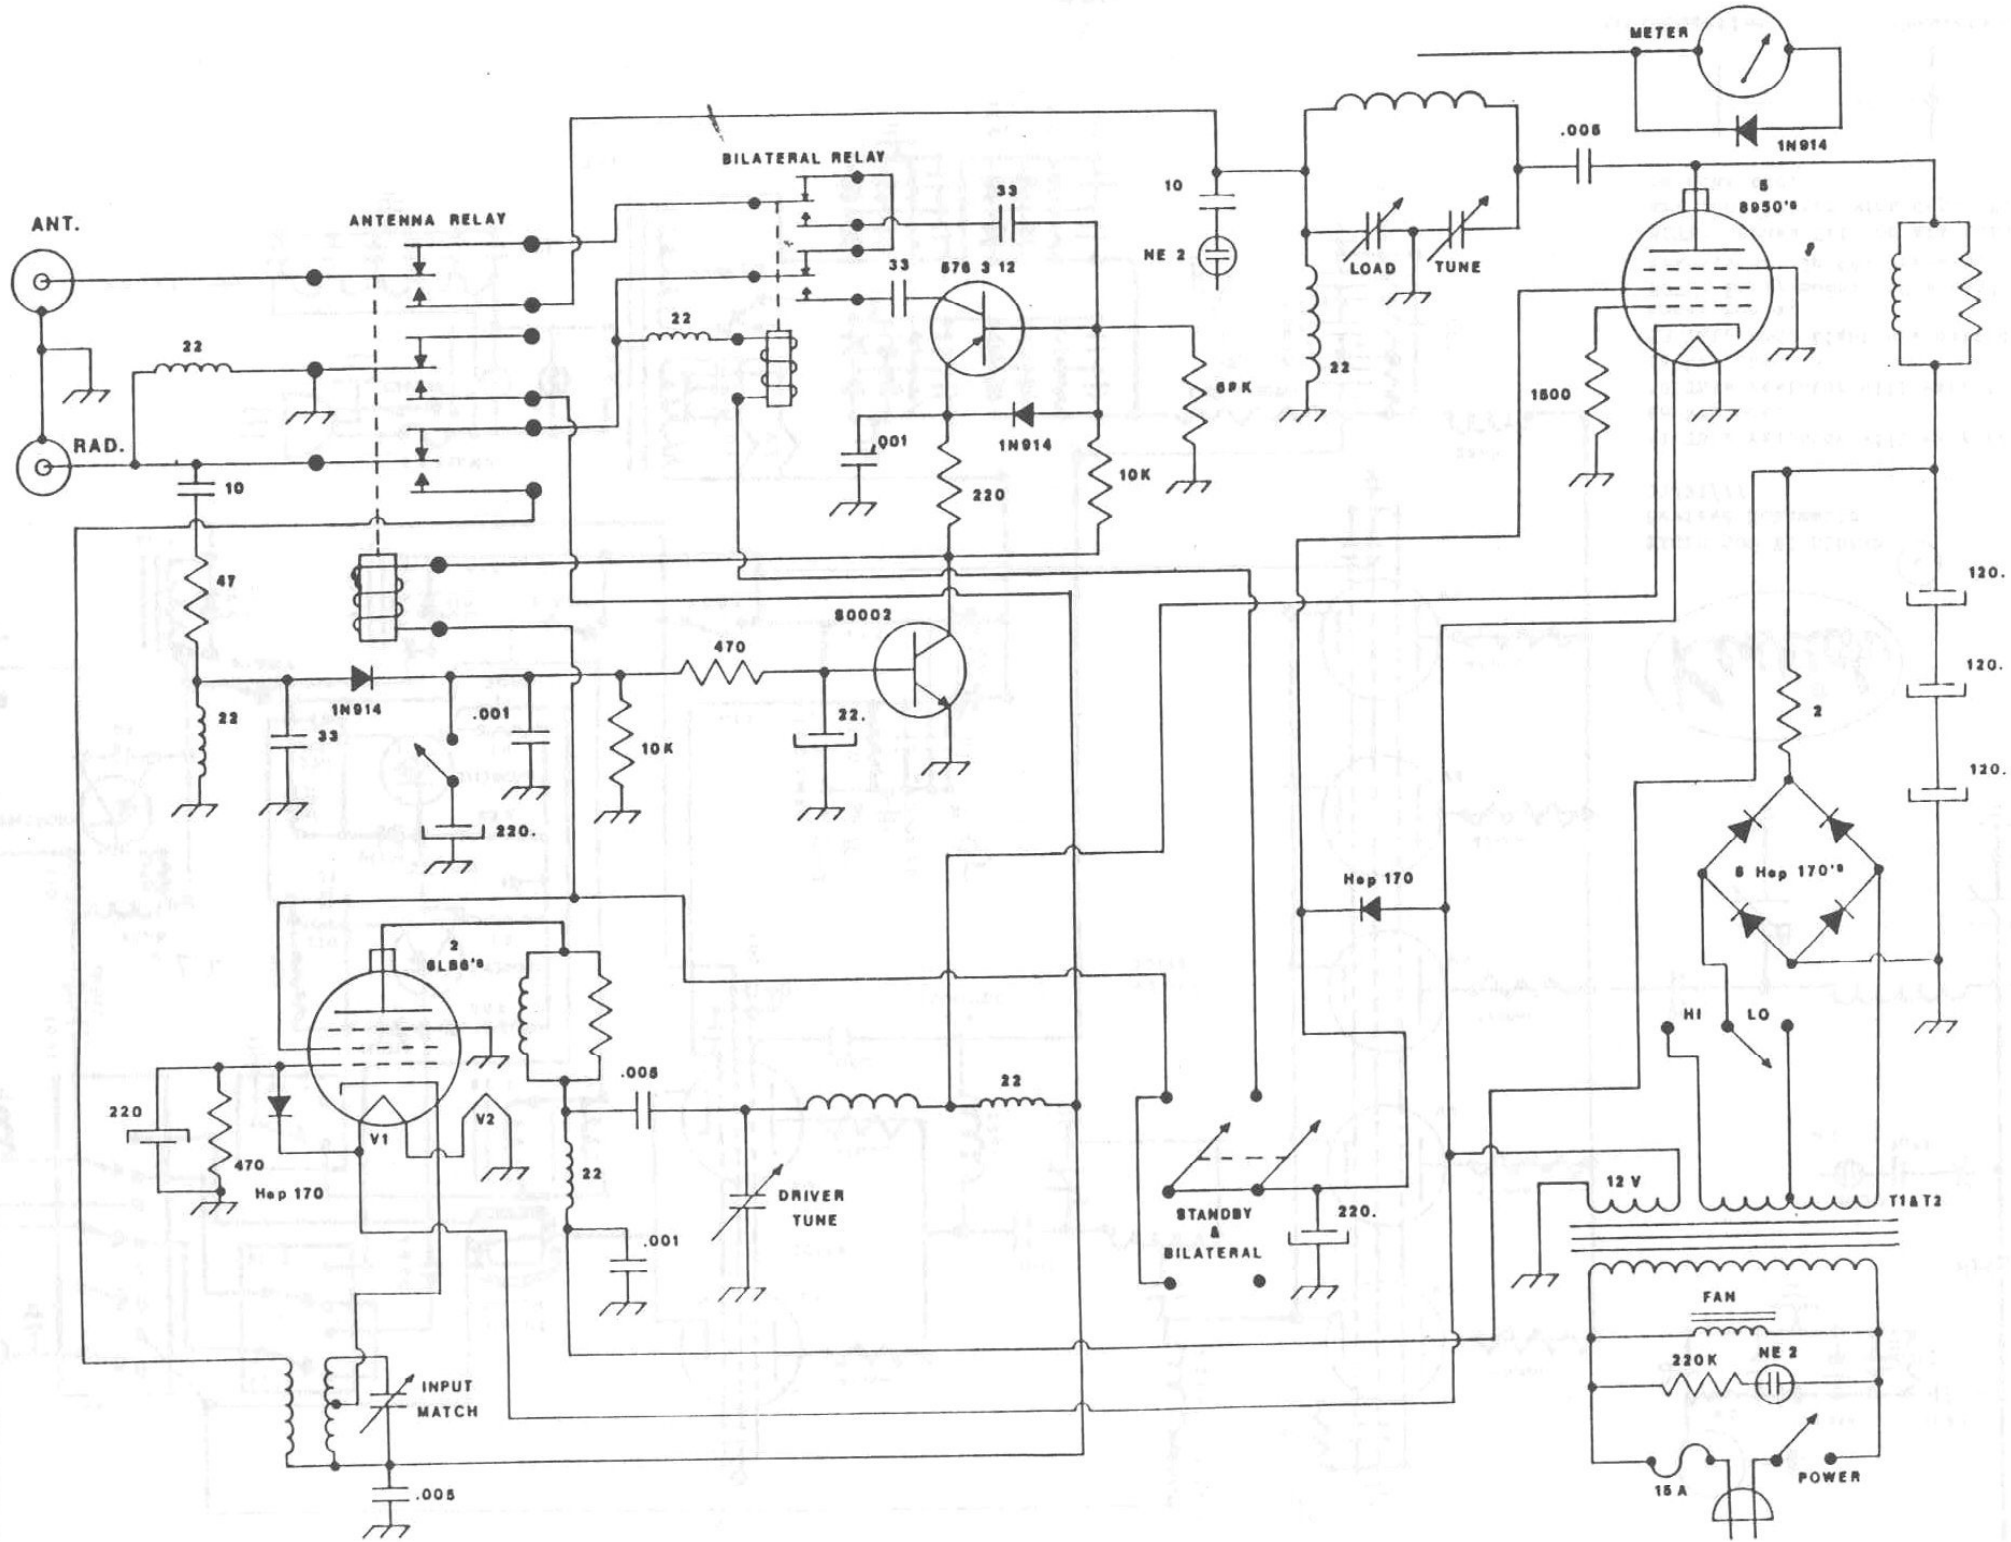 METER
1N914
.005
5
8950's
ANT.
ANTENNA RELAY
BILATERAL RELAY
33
10
NE 2
33
576 3 12
LOAD
TUNE
22
22
22
RAD.
10
1500
.001
1N914
220
10K
47
S0002
470
120.
120.
120.
1N914
.001
22
33
10K
22.
220.
2
Hep 170
8 Hep 170's
2
6LB6's
HI
LO
.005
22
220
V1
V2
470
Hep 170
22
DRIVER
TUNE
.001
STANDBY
&
BILATERAL
220.
12 V
T1&T2
FAN
220K
NE 2
INPUT
MATCH
.005
15A
POWER